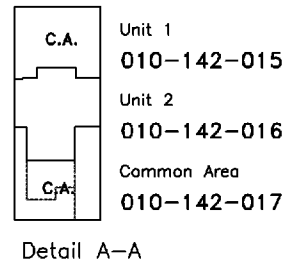 C.A.
Unit 1
010-142-015
Unit 2
010-142-016
Common Area
C.A.
010-142-017
Detail A-A